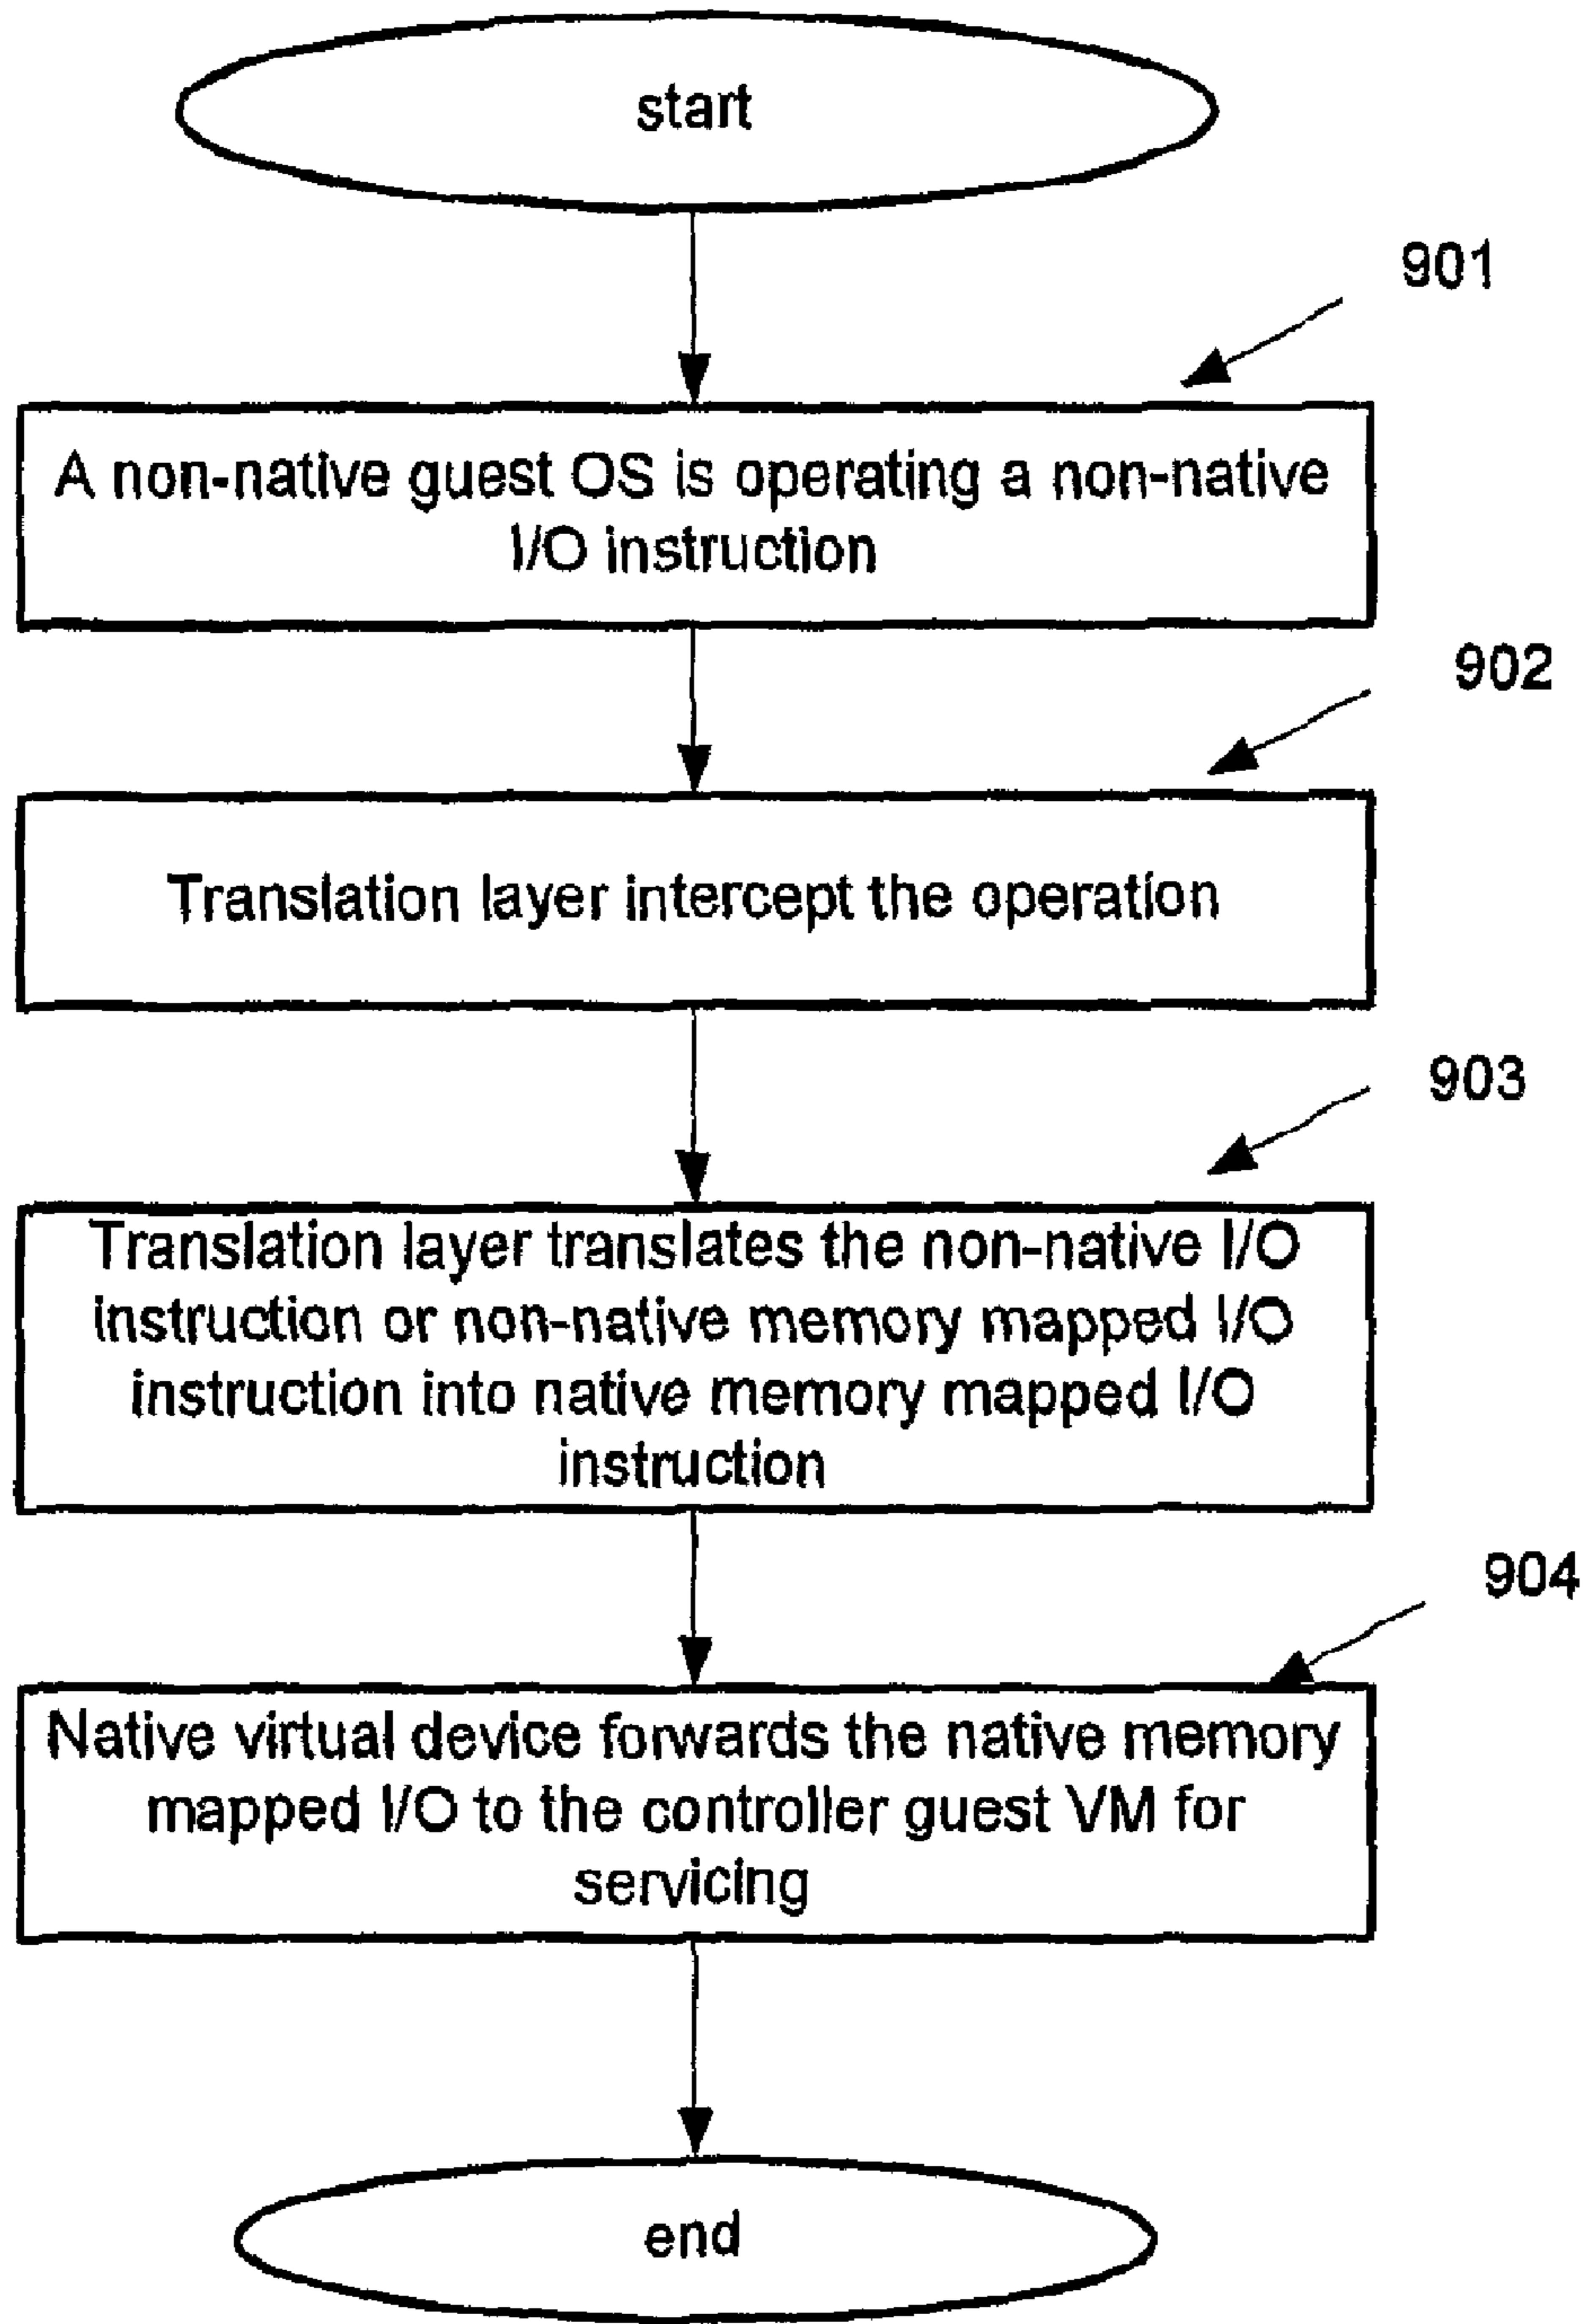 start
901
A non-native guest OS is operating a non-native
I/O instruction
902
Translation layer intercept the operation
903
Translation layer translates the non-native I/O
instruction or non-native memory mapped I/O
instruction into native memory mapped I/O
instruction
904
Native virtual device forwards the native memory
mapped I/O to the controller guest VM for
servicing
end